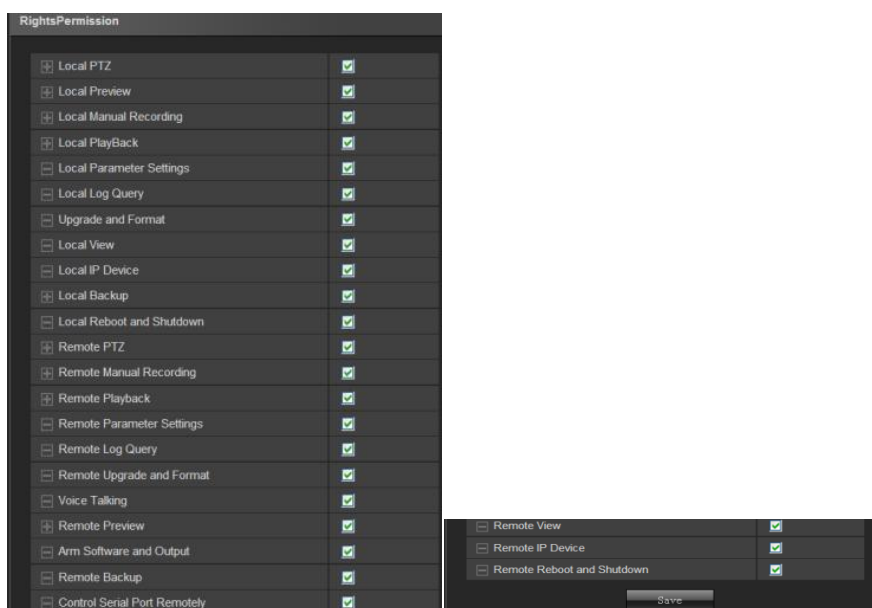 RightsPermission
Local PTZ
Local Preview
Local Manual Recording
Local PlayBack
Local Parameter Settings
Local Log Query
Upgrade and Format
Local View
Local IP Device
Local Backup
Local Reboot and Shutdown
Remote PTZ
Remote Manual Recording
Remote Playback
Remote Parameter Settings
Remote Log Query
Remote Upgrade and Format
Voice Talking
Remote Preview
Arm Software and Output
Remote Backup
Control Serial Port Remotely
Remote View
Remote IP Device
Remote Reboot and Shutdown
Save